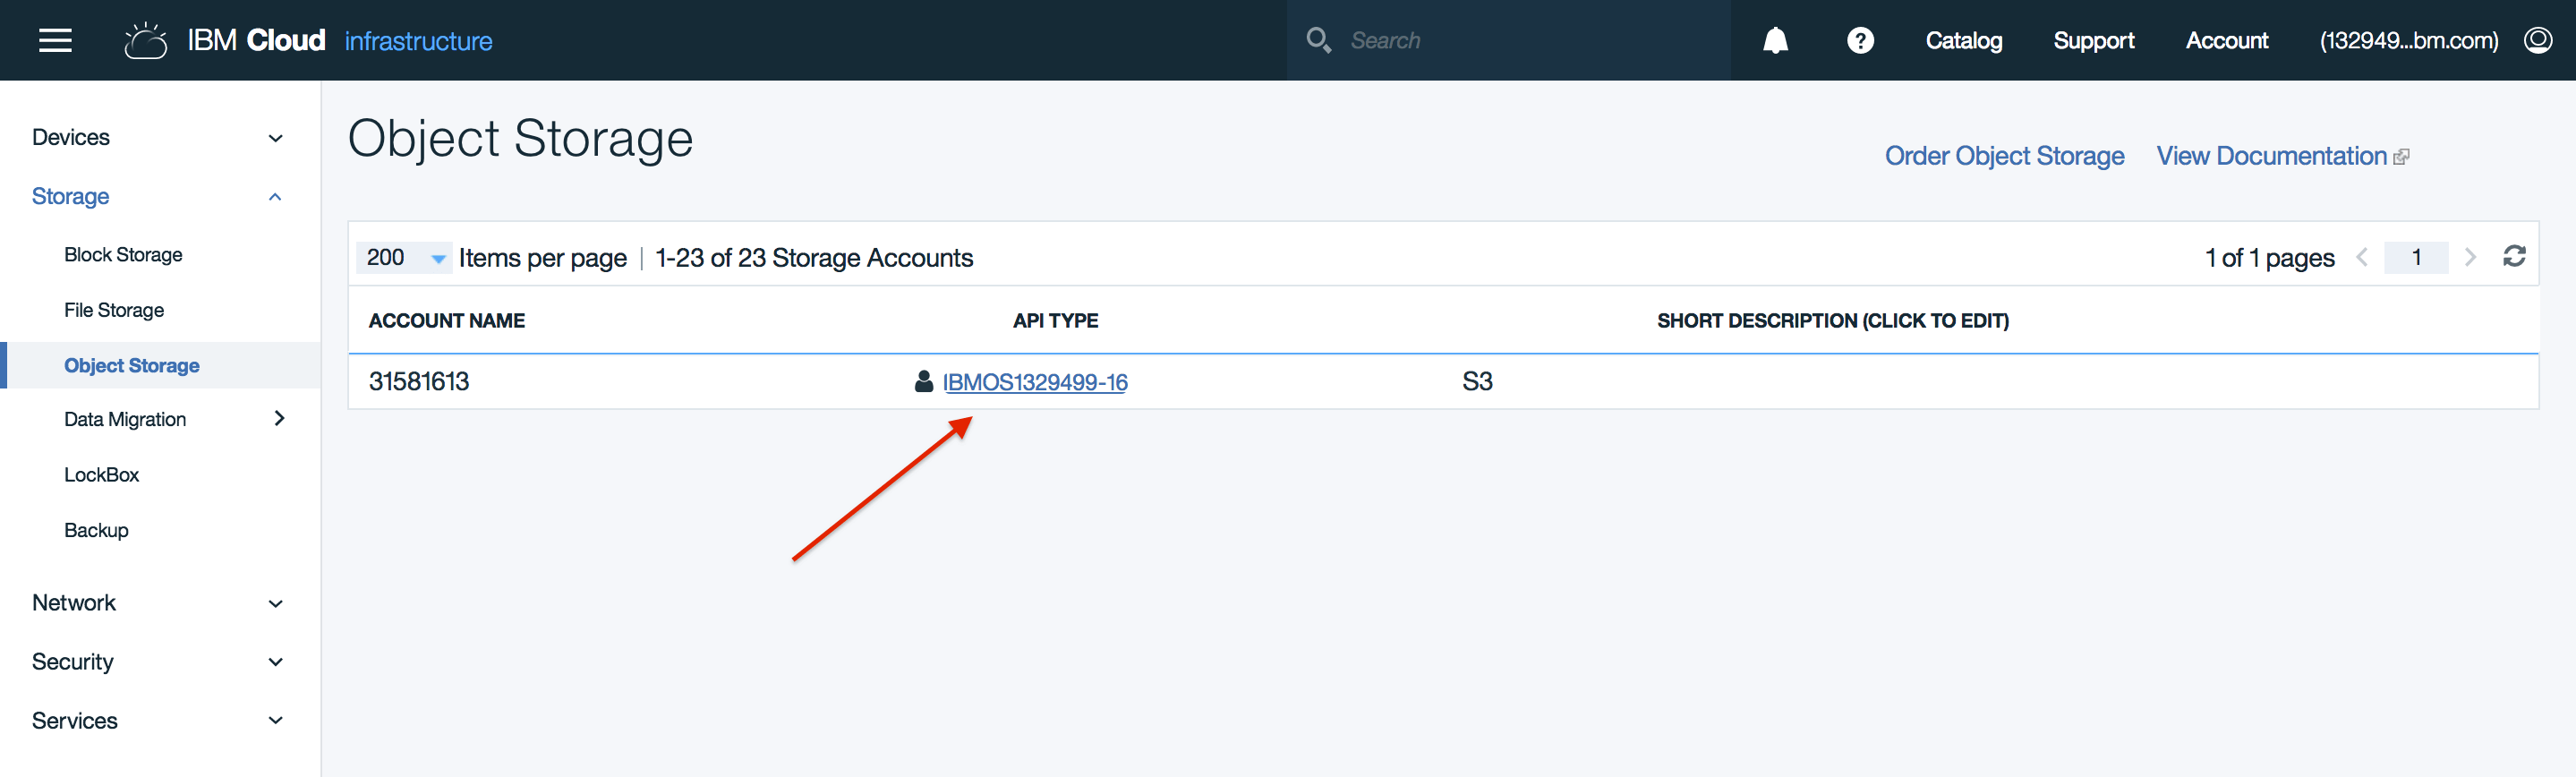 IBM Cloud infrastructure
Search
Catalog
Support
Account
(132949...bm.com)
Devices
Storage
Block Storage
File Storage
Object Storage
Data Migration
LockBox
Backup
Network
Security
Services
Object Storage
Order Object Storage
View Documentation
200 Items per page | 1-23 of 23 Storage Accounts
1 of 1 pages
1
ACCOUNT NAME
API TYPE
SHORT DESCRIPTION (CLICK TO EDIT)
31581613
IBMOS1329499-16
S3